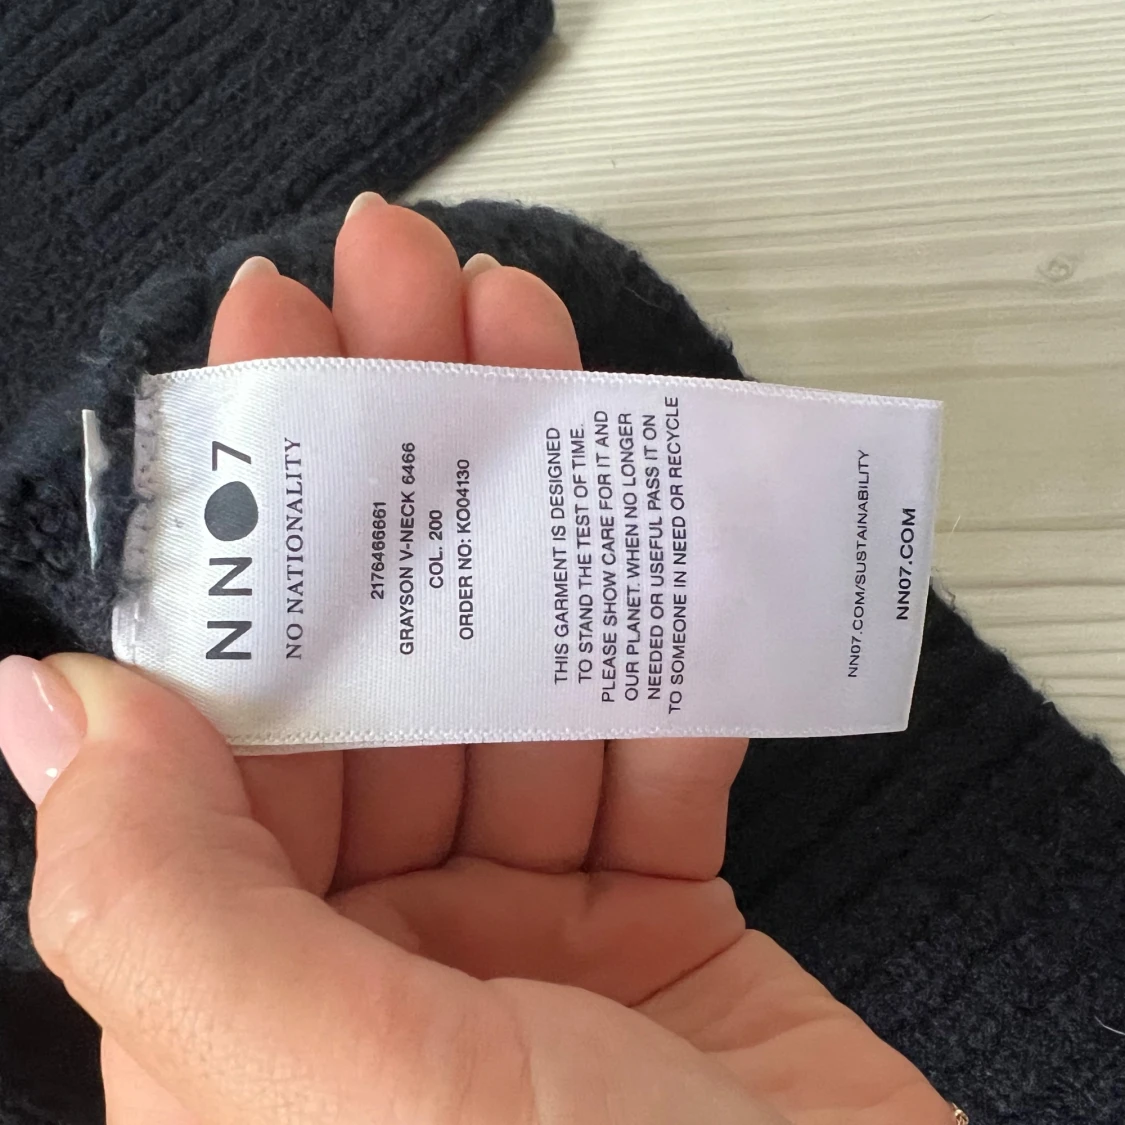 NN●7
NO NATIONALITY
2176466661
GRAYSON V-NECK 6466
COL. 200
ORDER NO: KO04130
THIS GARMENT IS DESIGNED
TO STAND THE TEST OF TIME.
PLEASE SHOW CARE FOR IT AND
OUR PLANET. WHEN NO LONGER
NEEDED OR USEFUL PASS IT ON
TO SOMEONE IN NEED OR RECYCLE
NN07.COM/SUSTAINABILITY
NN07.COM